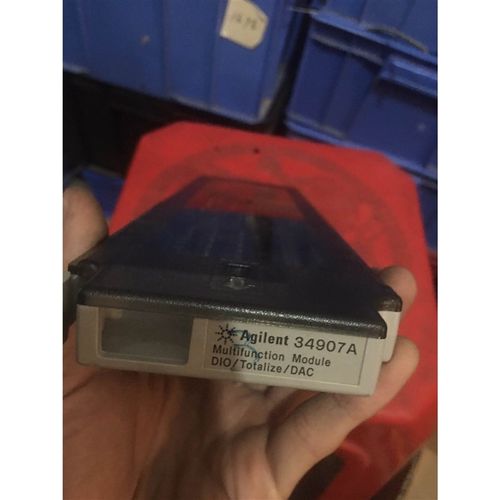 Agilent 34907A
Multifunction Module
DIO/Totalize/DAC